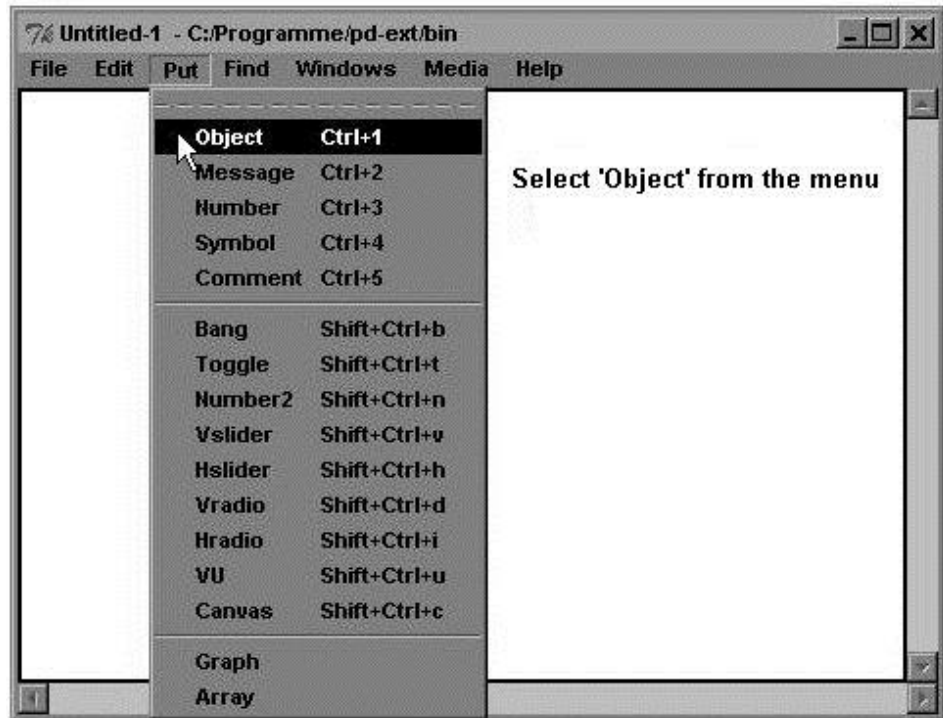 Untitled-1 - C:/Programme/pd-ext/bin
File Edit Put Find Windows Media Help
Object Ctrl+1
Message Ctrl+2
Number Ctrl+3
Symbol Ctrl+4
Comment Ctrl+5
Bang Shift+Ctrl+b
Toggle Shift+Ctrl+t
Number2 Shift+Ctrl+n
Vslider Shift+Ctrl+v
Hslider Shift+Ctrl+h
Vradio Shift+Ctrl+d
Hradio Shift+Ctrl+i
VU Shift+Ctrl+u
Canvas Shift+Ctrl+c
Graph
Array
Select 'Object' from the menu